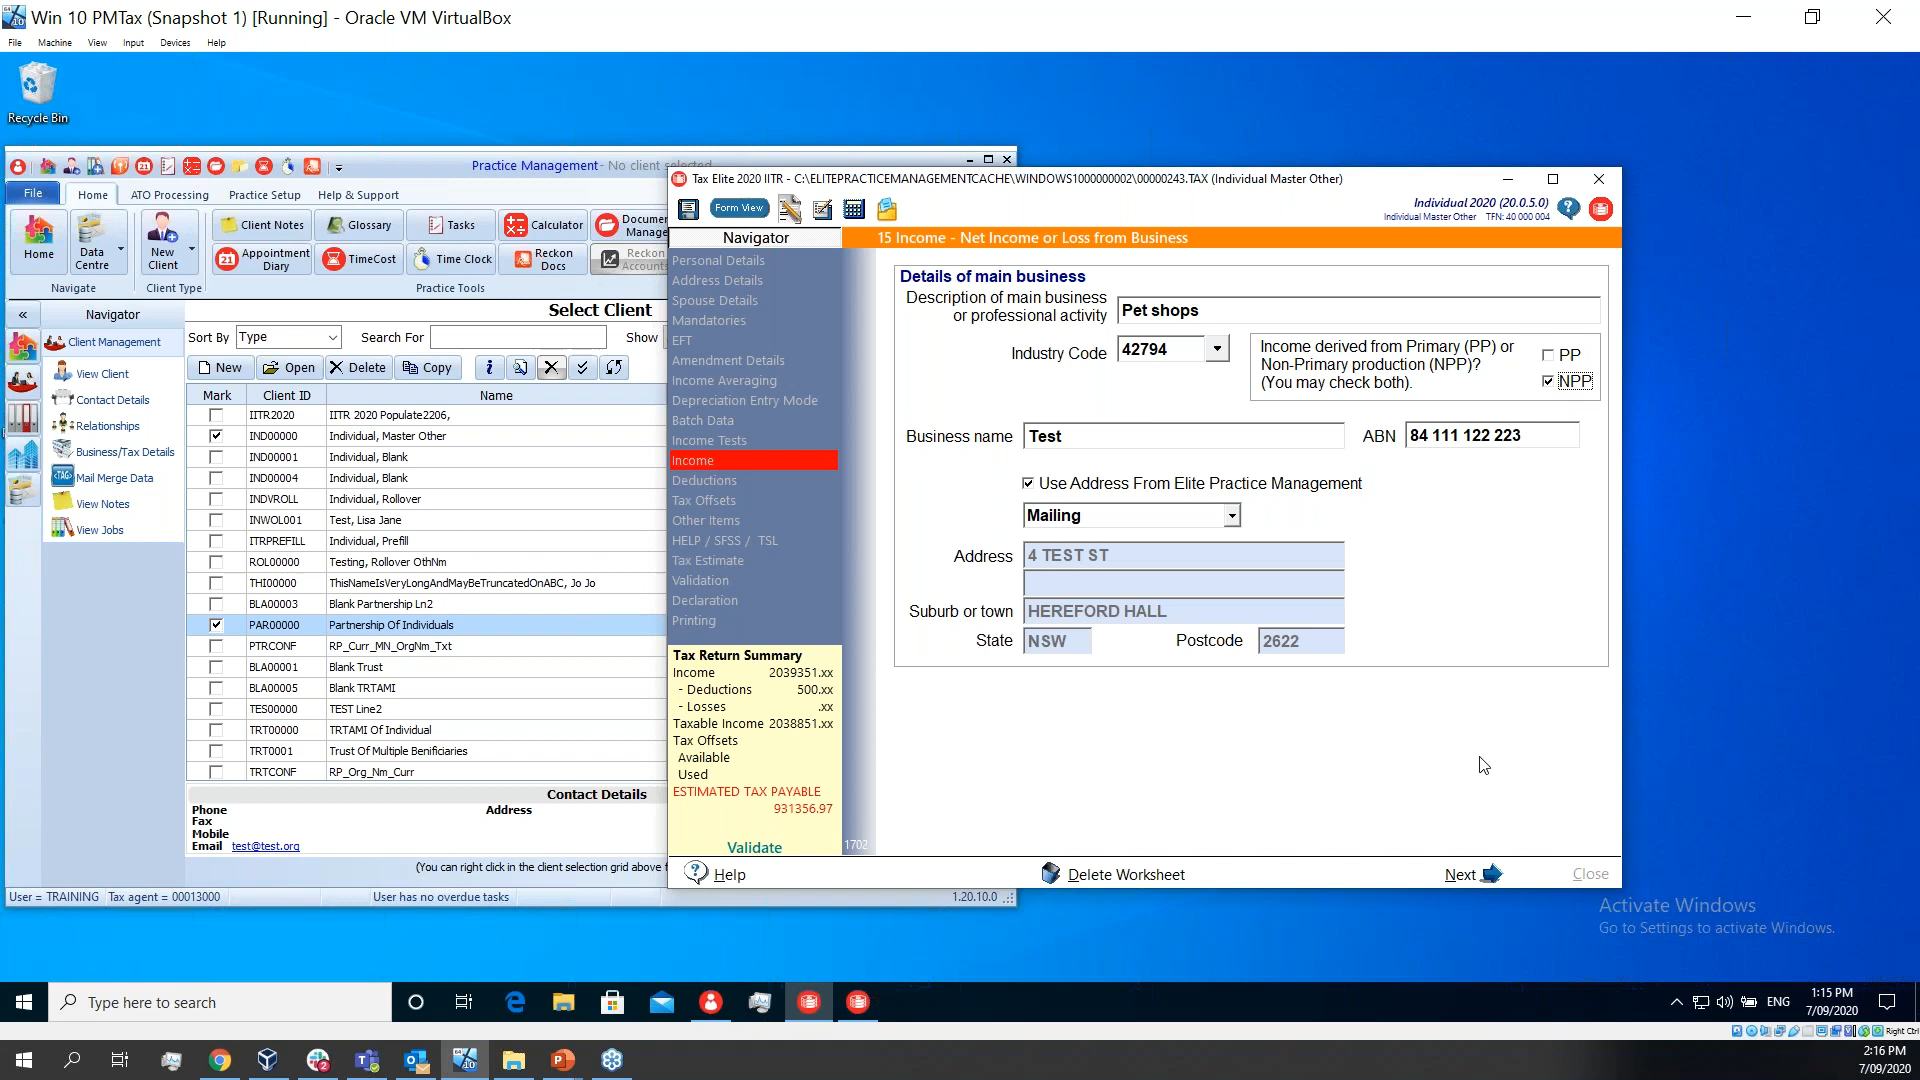 Win 10 PMTax (Snapshot 1) [Running] - Oracle VM VirtualBox
File Machine View Input Devices Help
Recycle Bin
Practice Management - No client selected
File Home ATO Processing Practice Setup Help & Support
Home
Data Centre
New Client
Client Notes Glossary Tasks Calculator
Appointment Diary TimeCost Time Clock Reckon Docs
Navigate Client Type Practice Tools
Navigator
Client Management
View Client
Contact Details
Relationships
Business/Tax Details
Mail Merge Data
View Notes
View Jobs
Select Client
Sort By Type Search For Show
New Open Delete Copy
Mark Client ID Name
IITR2020 IITR 2020 Populate2206,
IND00000 Individual, Master Other
IND00001 Individual, Blank
IND00004 Individual, Blank
INDVROLL Individual, Rollover
INWOL001 Test, Lisa Jane
ITRPREFILL Individual, Prefill
ROL00000 Testing, Rollover OthNm
THI00000 ThisNameIsVeryLongAndMayBeTruncatedOnABC, Jo Jo
BLA00003 Blank Partnership Ln2
PAR00000 Partnership Of Individuals
PTRCONF RP_Curr_MN_OrgNm_Txt
BLA00001 Blank Trust
BLA00005 Blank TRTAMI
TES00000 TEST Line2
TRT00000 TRTAMI Of Individual
TRT0001 Trust Of Multiple Benificiaries
TRTCONF RP_Org_Nm_Curr
Contact Details
Phone Address
Fax
Mobile
Email test@test.org
(You can right click in the client selection grid above
User = TRAINING Tax agent = 00013000 User has no overdue tasks 1.20.10.0
Tax Elite 2020 IITR - C:\ELITEPRACTICEMANAGEMENTCACHE\WINDOWS1000000002\00000243.TAX (Individual Master Other)
Form View
Individual 2020 (20.0.5.0)
Individual Master Other TFN: 40 000 004
Navigator 15 Income - Net Income or Loss from Business
Personal Details
Address Details
Spouse Details
Mandatories
EFT
Amendment Details
Income Averaging
Depreciation Entry Mode
Batch Data
Income Tests
Income
Deductions
Tax Offsets
Other Items
HELP / SFSS / TSL
Tax Estimate
Validation
Declaration
Printing
Tax Return Summary
Income 2039351.xx
- Deductions 500.xx
- Losses .xx
Taxable Income 2038851.xx
Tax Offsets
Available
Used
ESTIMATED TAX PAYABLE
931356.97
Validate
1702
Details of main business
Description of main business or professional activity Pet shops
Industry Code 42794
Income derived from Primary (PP) or
Non-Primary production (NPP)?
(You may check both).
PP
NPP
Business name Test ABN 84 111 122 223
Use Address From Elite Practice Management
Mailing
Address 4 TEST ST
Suburb or town HEREFORD HALL
State NSW Postcode 2622
Help Delete Worksheet Next Close
Activate Windows
Go to Settings to activate Windows.
Type here to search
ENG
1:15 PM
7/09/2020
Right Ctrl
2:16 PM
7/09/2020